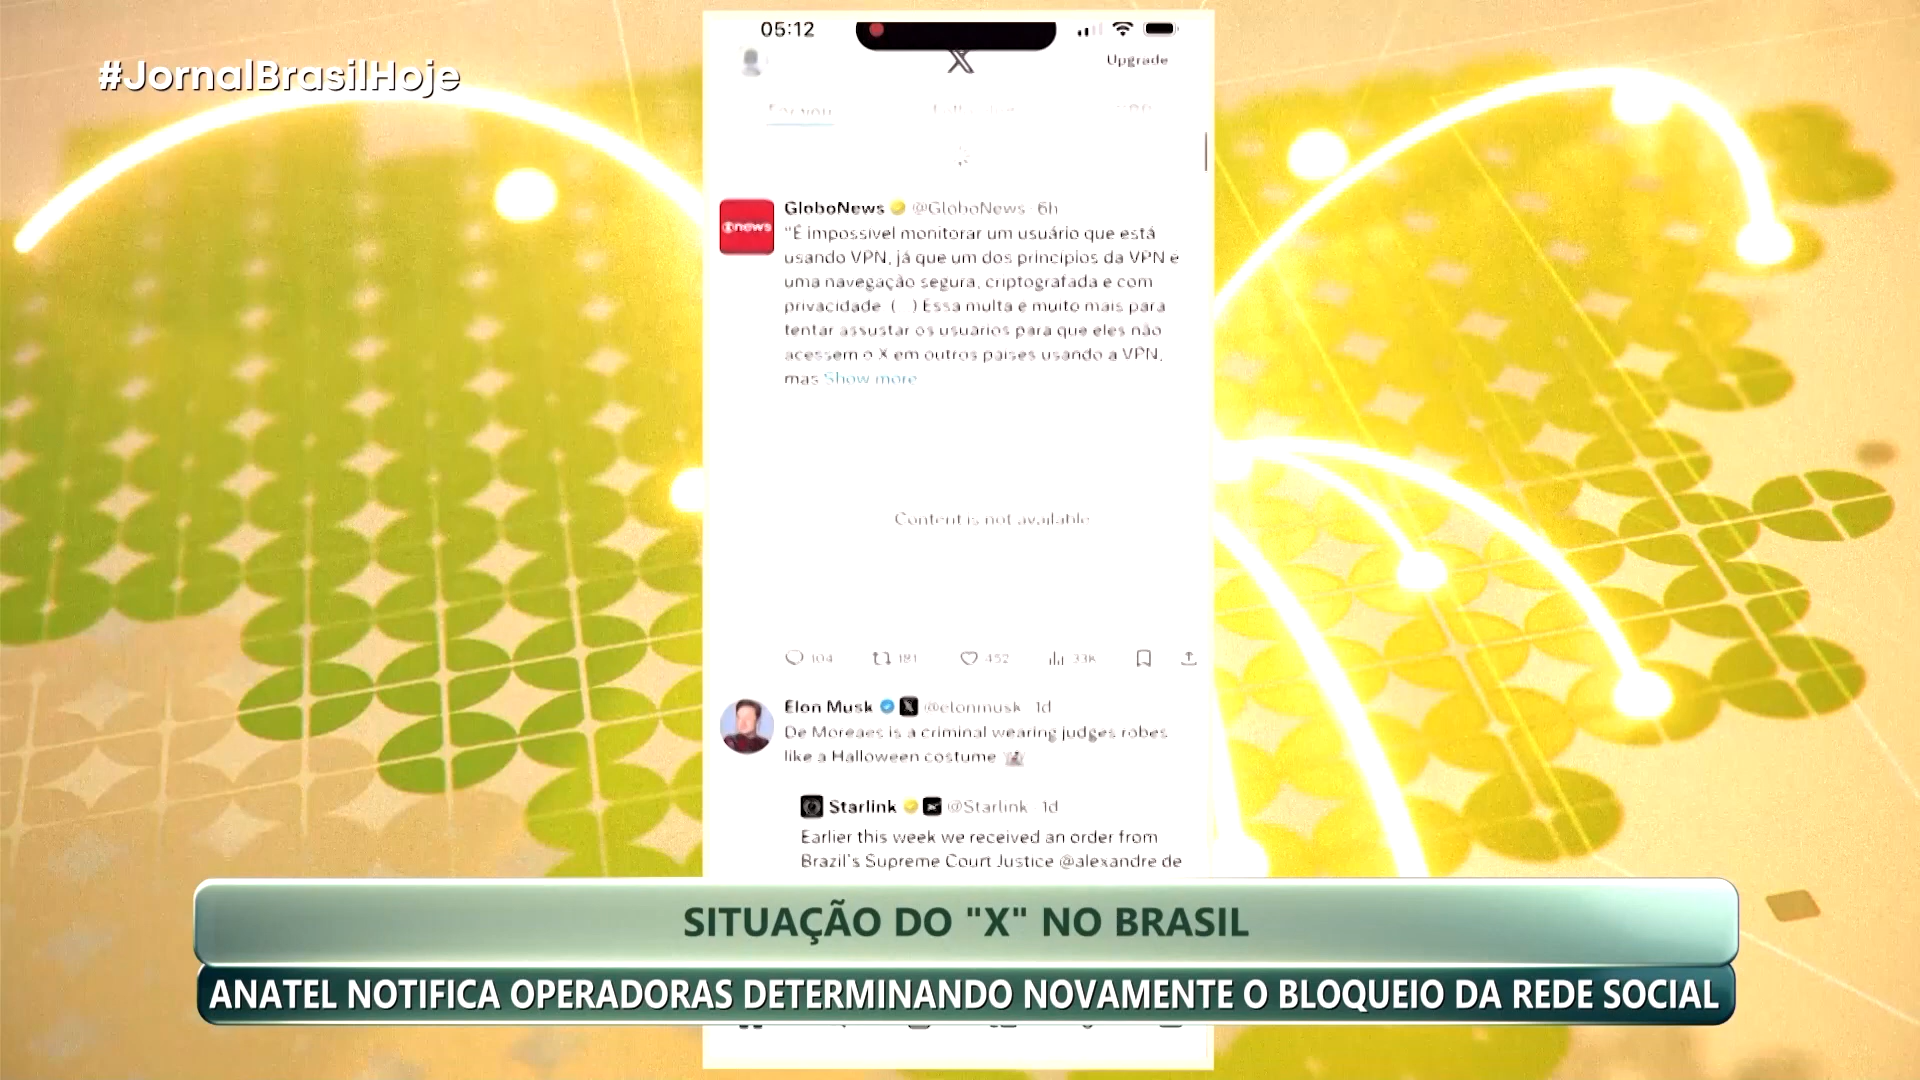 #JornalBrasilHoje
05:12
Upgrade
For you
GloboNews @GloboNews · 6h
news
"É impossível monitorar um usuário que está
usando VPN, já que um dos princípios da VPN é
uma navegação segura, criptografada e com
privacidade ( ) Essa multa é muito mais para
tentar assustar os usuários para que eles não
acessem o X em outros países usando a VPN,
mas Show more
Content is not available
104 181 452 33K
Elon Musk @elonmusk · 1d
De Moraes is a criminal wearing judges robes
like a Halloween costume
Starlink @Starlink · 1d
Earlier this week we received an order from
Brazil's Supreme Court Justice @alexandre de
SITUAÇÃO DO "X" NO BRASIL
ANATEL NOTIFICA OPERADORAS DETERMINANDO NOVAMENTE O BLOQUEIO DA REDE SOCIAL